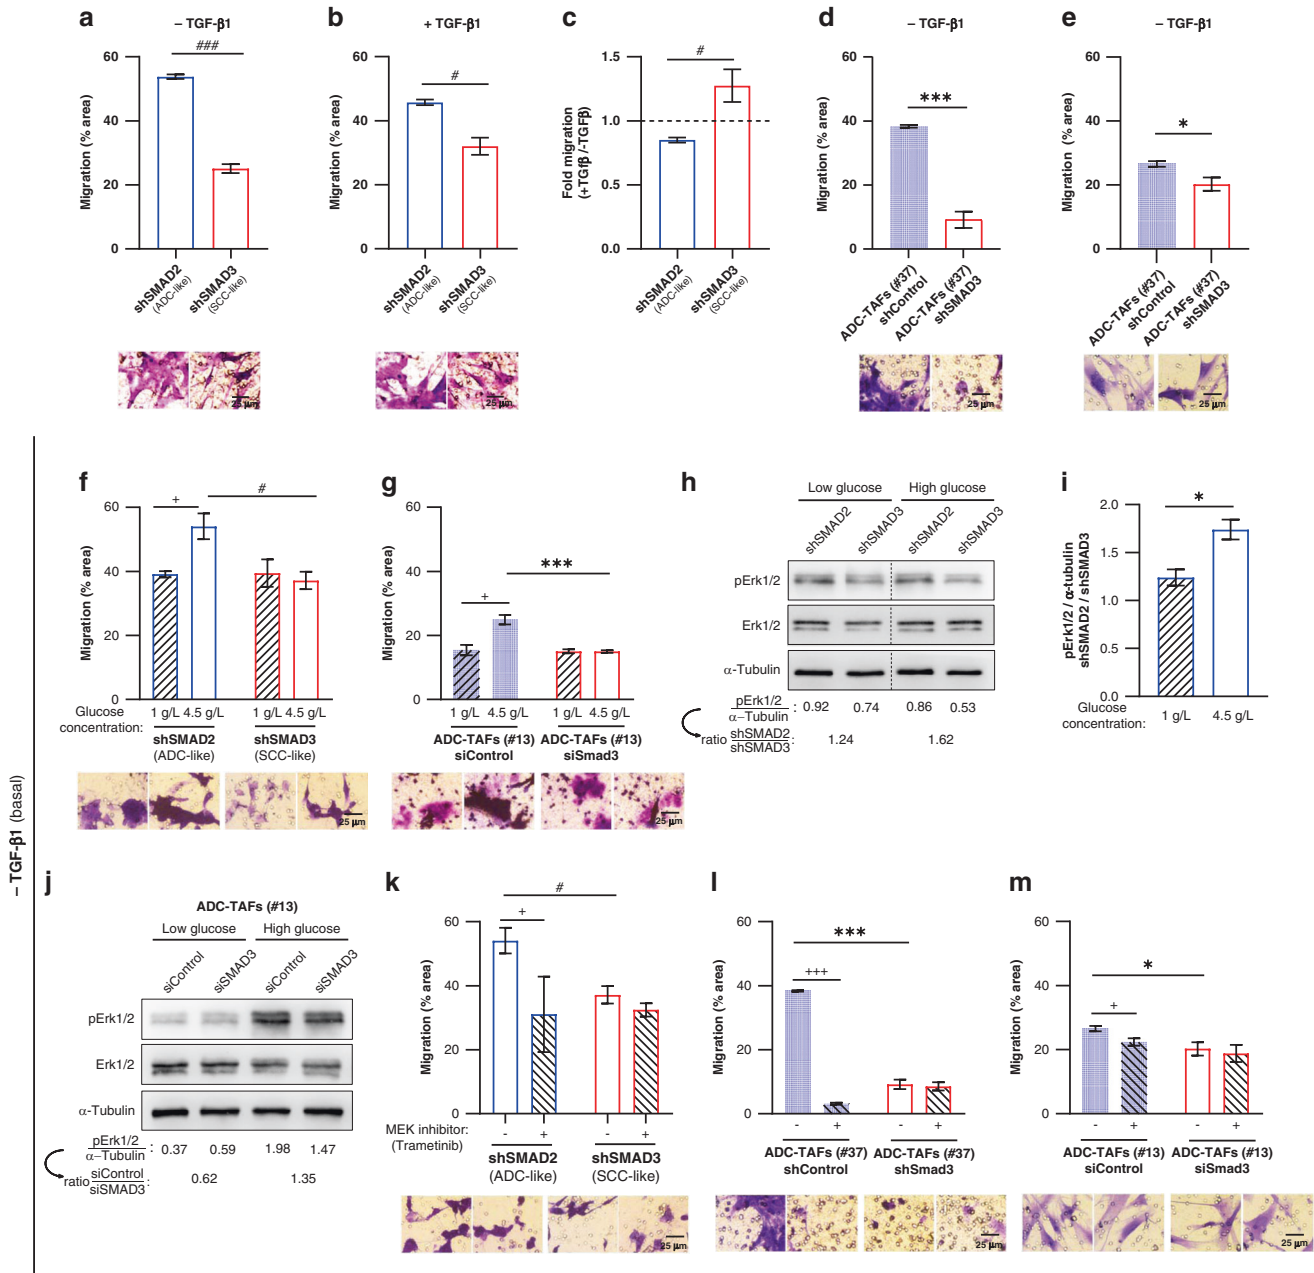 a
– TGF-β1
###
Migration (% area)
60
40
20
0
shSMAD2
(ADC-like)
shSMAD3
(SCC-like)
25 μm
b
+ TGF-β1
#
Migration (% area)
60
40
20
0
shSMAD2
(ADC-like)
shSMAD3
(SCC-like)
25 μm
c
#
Fold migration
(+TGfβ /-TGFβ)
1.5
1.0
0.5
0.0
shSMAD2
(ADC-like)
shSMAD3
(SCC-like)
d
– TGF-β1
***
Migration (% area)
60
40
20
0
ADC-TAFs (#37)
shControl
ADC-TAFs (#37)
shSMAD3
25 μm
e
– TGF-β1
*
Migration (% area)
60
40
20
0
ADC-TAFs (#37)
shControl
ADC-TAFs (#37)
shSMAD3
25 μm
– TGF-β1 (basal)
f
+
#
Migration (% area)
60
40
20
0
1 g/L 4.5 g/L 1 g/L 4.5 g/L
Glucose
concentration:
shSMAD2
(ADC-like)
shSMAD3
(SCC-like)
25 μm
g
+
***
Migration (% area)
60
40
20
0
1 g/L 4.5 g/L 1 g/L 4.5 g/L
ADC-TAFs (#13)
siControl
ADC-TAFs (#13)
siSmad3
25 μm
h
Low glucose High glucose
shSMAD2 shSMAD3 shSMAD2 shSMAD3
pErk1/2
Erk1/2
α-Tubulin
pErk1/2
α–Tubulin
: 0.92 0.74 0.86 0.53
ratio
shSMAD2
shSMAD3
: 1.24 1.62
i
*
pErk1/2 / α-tubulin
shSMAD2 / shSMAD3
2.0
1.5
1.0
0.5
0.0
Glucose
concentration:
1 g/L 4.5 g/L
j
ADC-TAFs (#13)
Low glucose High glucose
siControl siSMAD3 siControl siSMAD3
pErk1/2
Erk1/2
α-Tubulin
pErk1/2
α–Tubulin
: 0.37 0.59 1.98 1.47
ratio
siControl
siSMAD3
: 0.62 1.35
k
#
+
Migration (% area)
60
40
20
0
MEK inhibitor:
(Trametinib)
- + - +
shSMAD2
(ADC-like)
shSMAD3
(SCC-like)
25 μm
l
***
+++
Migration (% area)
60
40
20
0
- + - +
ADC-TAFs (#37)
shControl
ADC-TAFs (#37)
shSmad3
25 μm
m
*
+
Migration (% area)
60
40
20
0
- + - +
ADC-TAFs (#13)
siControl
ADC-TAFs (#13)
siSmad3
25 μm